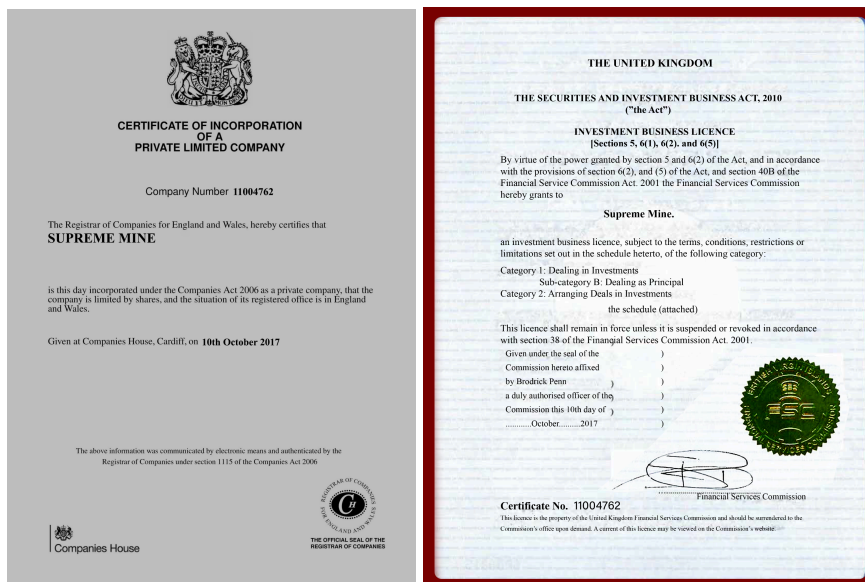 CERTIFICATE OF INCORPORATION
OF A
PRIVATE LIMITED COMPANY
Company Number 11004762
The Registrar of Companies for England and Wales, hereby certifies that
SUPREME MINE
is this day incorporated under the Companies Act 2006 as a private company, that the
company is limited by shares, and the situation of its registered office is in England
and Wales.
Given at Companies House, Cardiff, on 10th October 2017
The above information was communicated by electronic means and authenticated by the
Registrar of Companies under section 1115 of the Companies Act 2006
REGISTRAR OF COMPANIES
FOR ENGLAND AND WALES
CH
Companies House
THE OFFICIAL SEAL OF THE
REGISTRAR OF COMPANIES
THE UNITED KINGDOM
THE SECURITIES AND INVESTMENT BUSINESS ACT, 2010
("the Act")
INVESTMENT BUSINESS LICENCE
[Sections 5, 6(1), 6(2). and 6(5)]
By virtue of the power granted by section 5 and 6(2) of the Act, and in accordance
with the provisions of section 6(2), and (5) of the Act, and section 40B of the
Financial Service Commission Act. 2001 the Financial Services Commission
hereby grants to
Supreme Mine.
an investment business licence, subject to the terms, conditions, restrictions or
limitations set out in the schedule heterto, of the following category:
Category 1: Dealing in Investments
Sub-category B: Dealing as Principal
Category 2: Arranging Deals in Investments
the schedule (attached)
This licence shall remain in force unless it is suspended or revoked in accordance
with section 38 of the Financial Services Commission Act. 2001.
Given under the seal of the )
Commission hereto affixed )
by Brodrick Penn ) )
a duly authorised officer of the) )
Commission this 10th day of ) )
............October..........2017 )
FSC
Financial Services Commission
Certificate No. 11004762
This licence is the property of the United Kingdom Financial Services Commission and should be surrendered to the
Commission's office upon demand. A current of this licence may be viewed on the Commission's website.